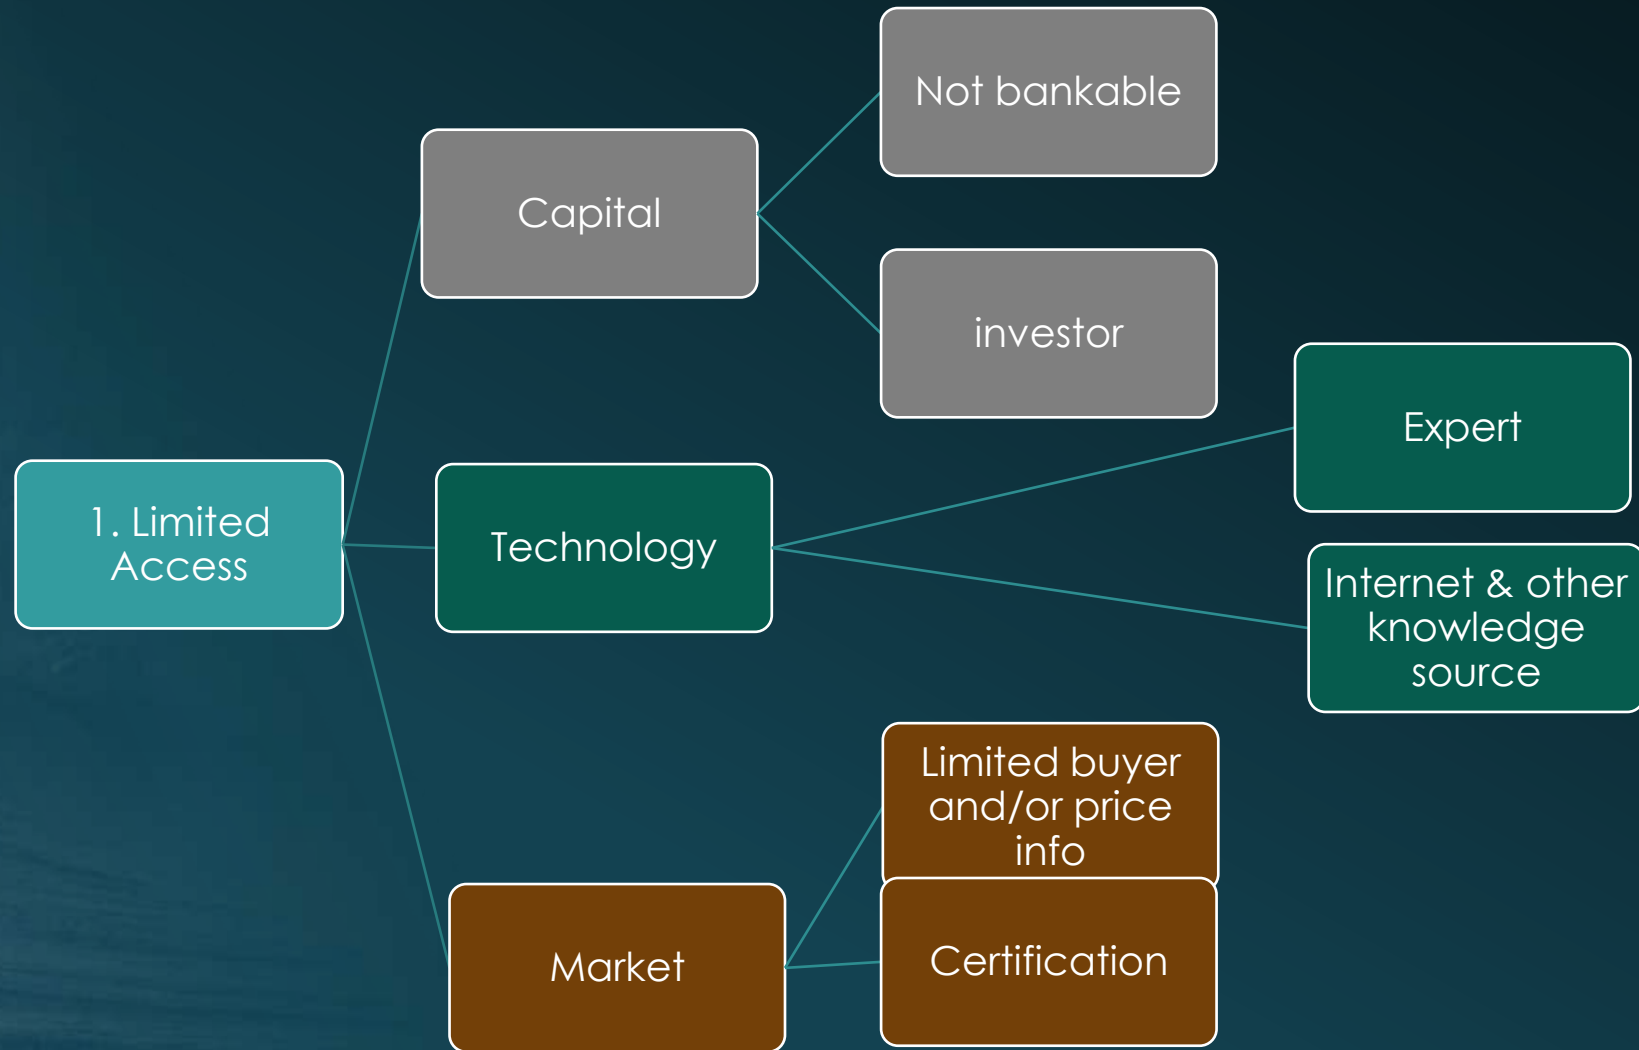 1. Limited
Access
Capital
Not bankable
investor
Technology
Expert
Internet & other
knowledge
source
Market
Limited buyer
and/or price
info
Certification